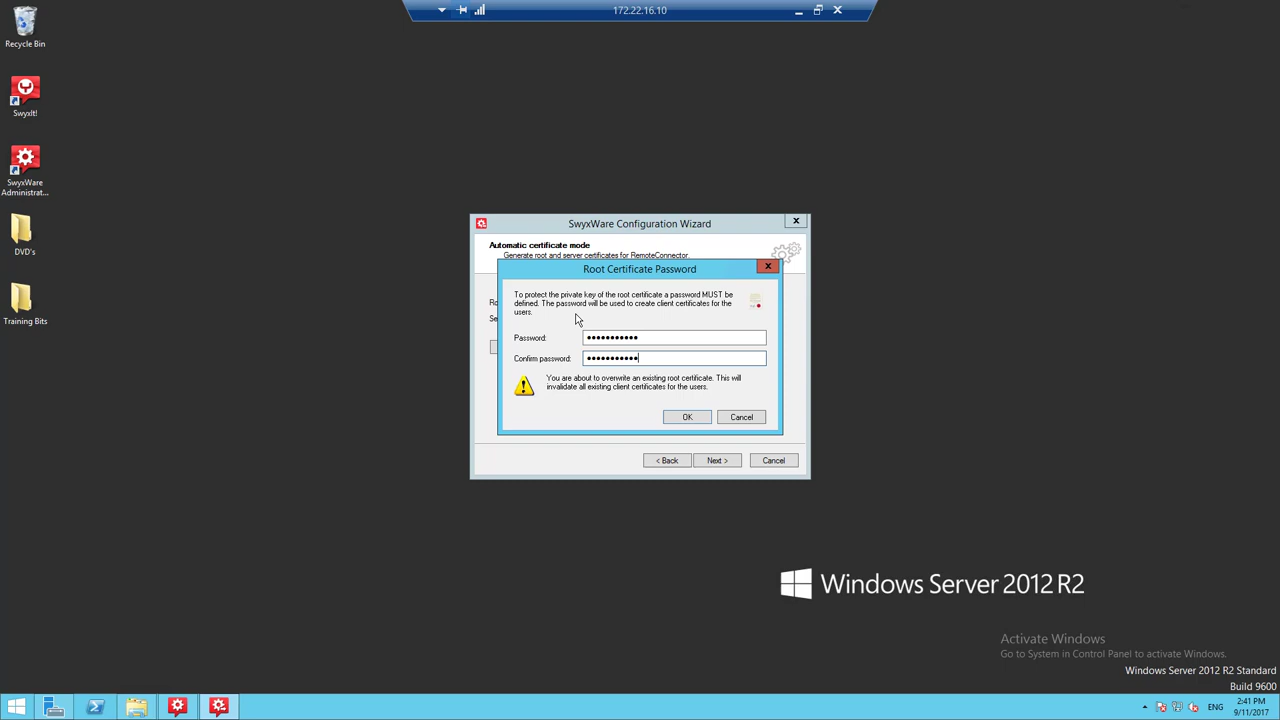 172.22.16.10
Recycle Bin
SwyxIt!
SwyxWare
Administrat...
DVD's
Training Bits
SwyxWare Configuration Wizard
Automatic certificate mode
Generate root and server certificates for RemoteConnector.
Root Certificate Password
To protect the private key of the root certificate a password MUST be
defined. The password will be used to create client certificates for the
users.
Password:
Confirm password:
You are about to overwrite an existing root certificate. This will
invalidate all existing client certificates for the users.
OK
Cancel
< Back
Next >
Cancel
Windows Server 2012 R2
Activate Windows
Go to System in Control Panel to activate Windows.
Windows Server 2012 R2 Standard
Build 9600
ENG
2:41 PM
9/11/2017